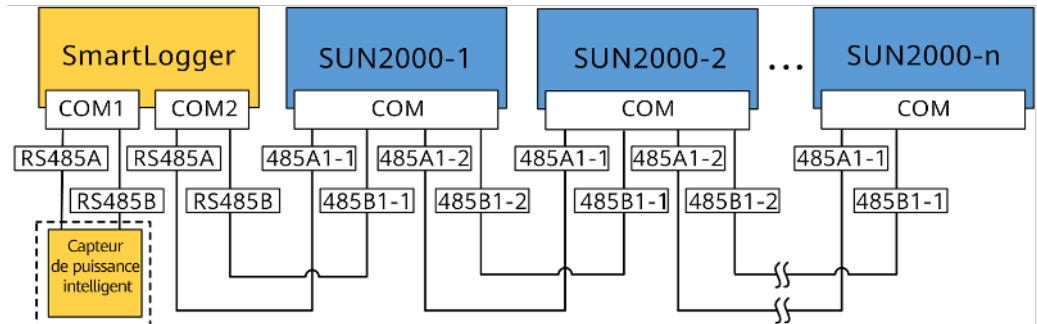 SmartLogger
SUN2000-1
SUN2000-2
...
SUN2000-n
COM1
COM2
COM
COM
COM
RS485A
RS485A
485A1-1
485A1-2
485A1-1
485A1-2
485A1-1
RS485B
RS485B
485B1-1
485B1-2
485B1-1
485B1-2
485B1-1
Capteur
de puissance
intelligent